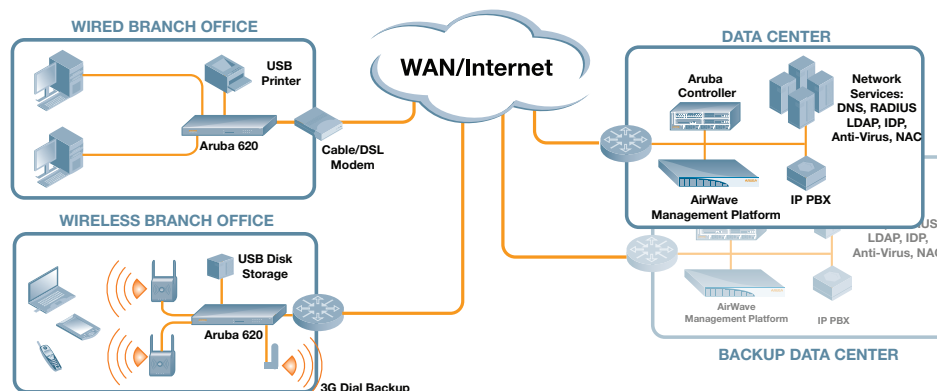 WIRED BRANCH OFFICE
USB
Printer
Aruba 620
Cable/DSL
Modem
WAN/Internet
DATA CENTER
Aruba
Controller
Network
Services:
DNS, RADIUS
LDAP, IDP,
Anti-Virus, NAC
AirWave
Management Platform
IP PBX
WIRELESS BRANCH OFFICE
USB Disk
Storage
Aruba 620
3G Dial Backup
LDAP, IDP,
Anti-Virus, NAC
AirWave
Management Platform
IP PBX
BACKUP DATA CENTER